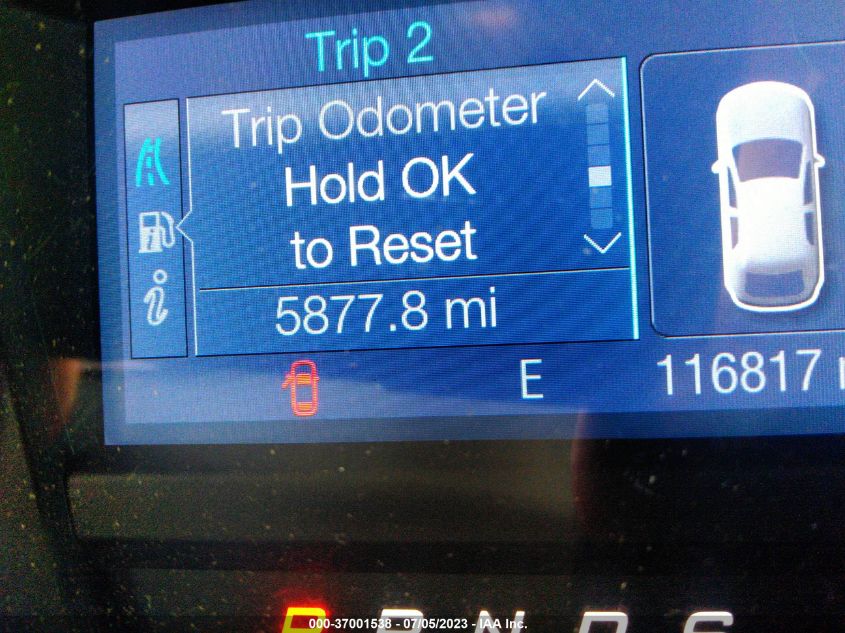 Trip 2
Trip Odometer
Hold OK
to Reset
5877.8 mi
E
116817
P R N D S
000-37001538 - 07/05/2023 - IAA Inc.